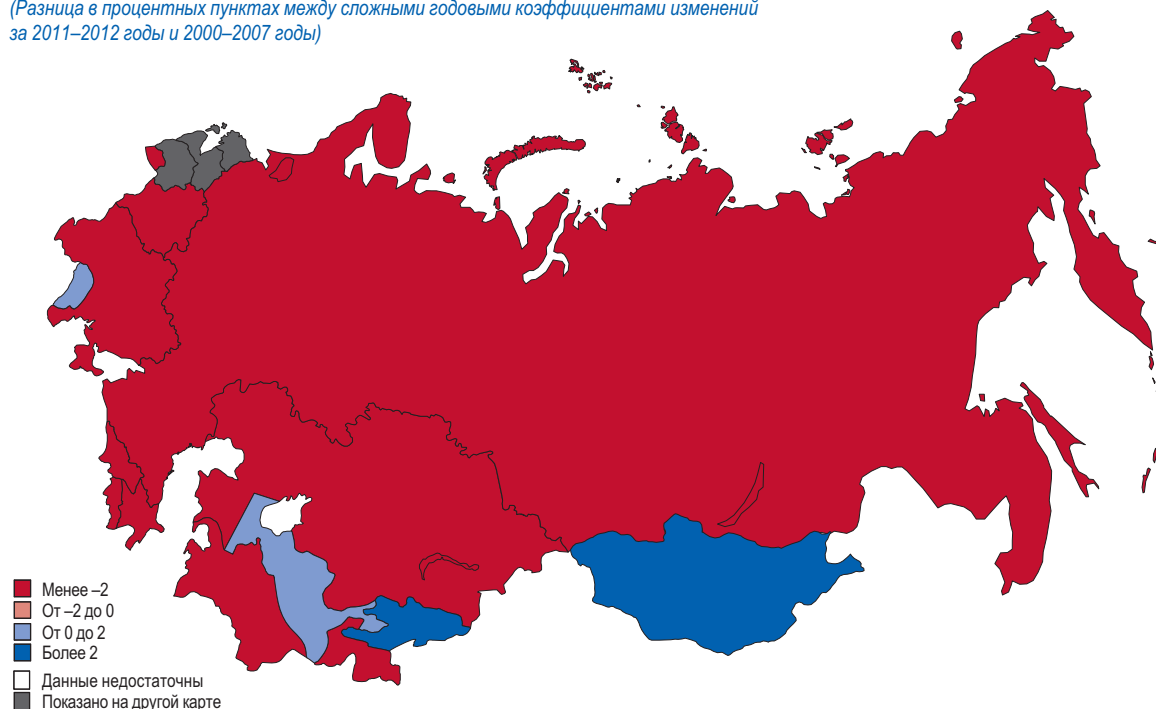 (Разница в процентных пунктах между сложными годовыми коэффициентами изменений
за 2011–2012 годы и 2000–2007 годы)
Менее –2
От –2 до 0
От 0 до 2
Более 2
Данные недостаточны
Показано на другой карте